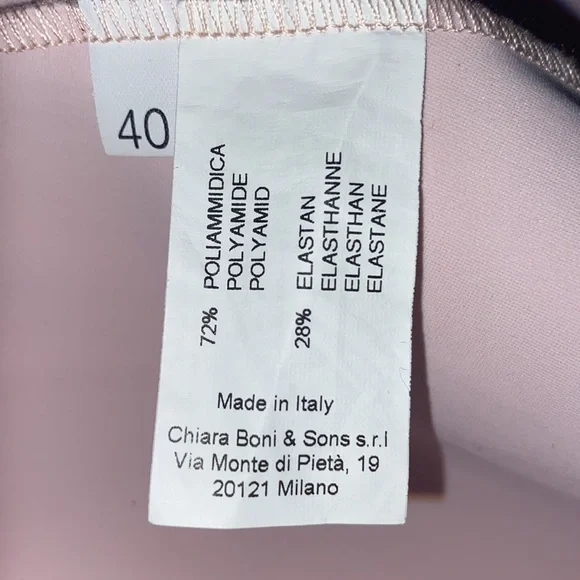 40
72% POLIAMMIDICA
POLYAMIDE
POLYAMID
28% ELASTAN
ELASTHANNE
ELASTHAN
ELASTANE
Made in Italy
Chiara Boni & Sons s.r.l
Via Monte di Pietà, 19
20121 Milano